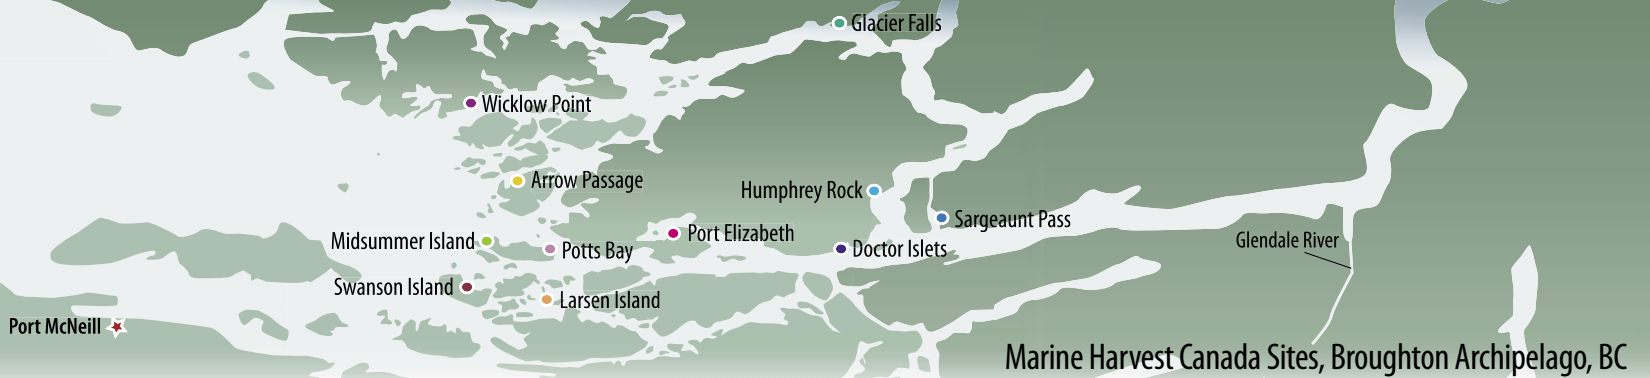 Glacier Falls
Wicklow Point
Arrow Passage
Humphrey Rock
Sargeaunt Pass
Midsummer Island
Potts Bay
Port Elizabeth
Doctor Islets
Glendale River
Swanson Island
Larsen Island
Port McNeill
Marine Harvest Canada Sites, Broughton Archipelago, BC